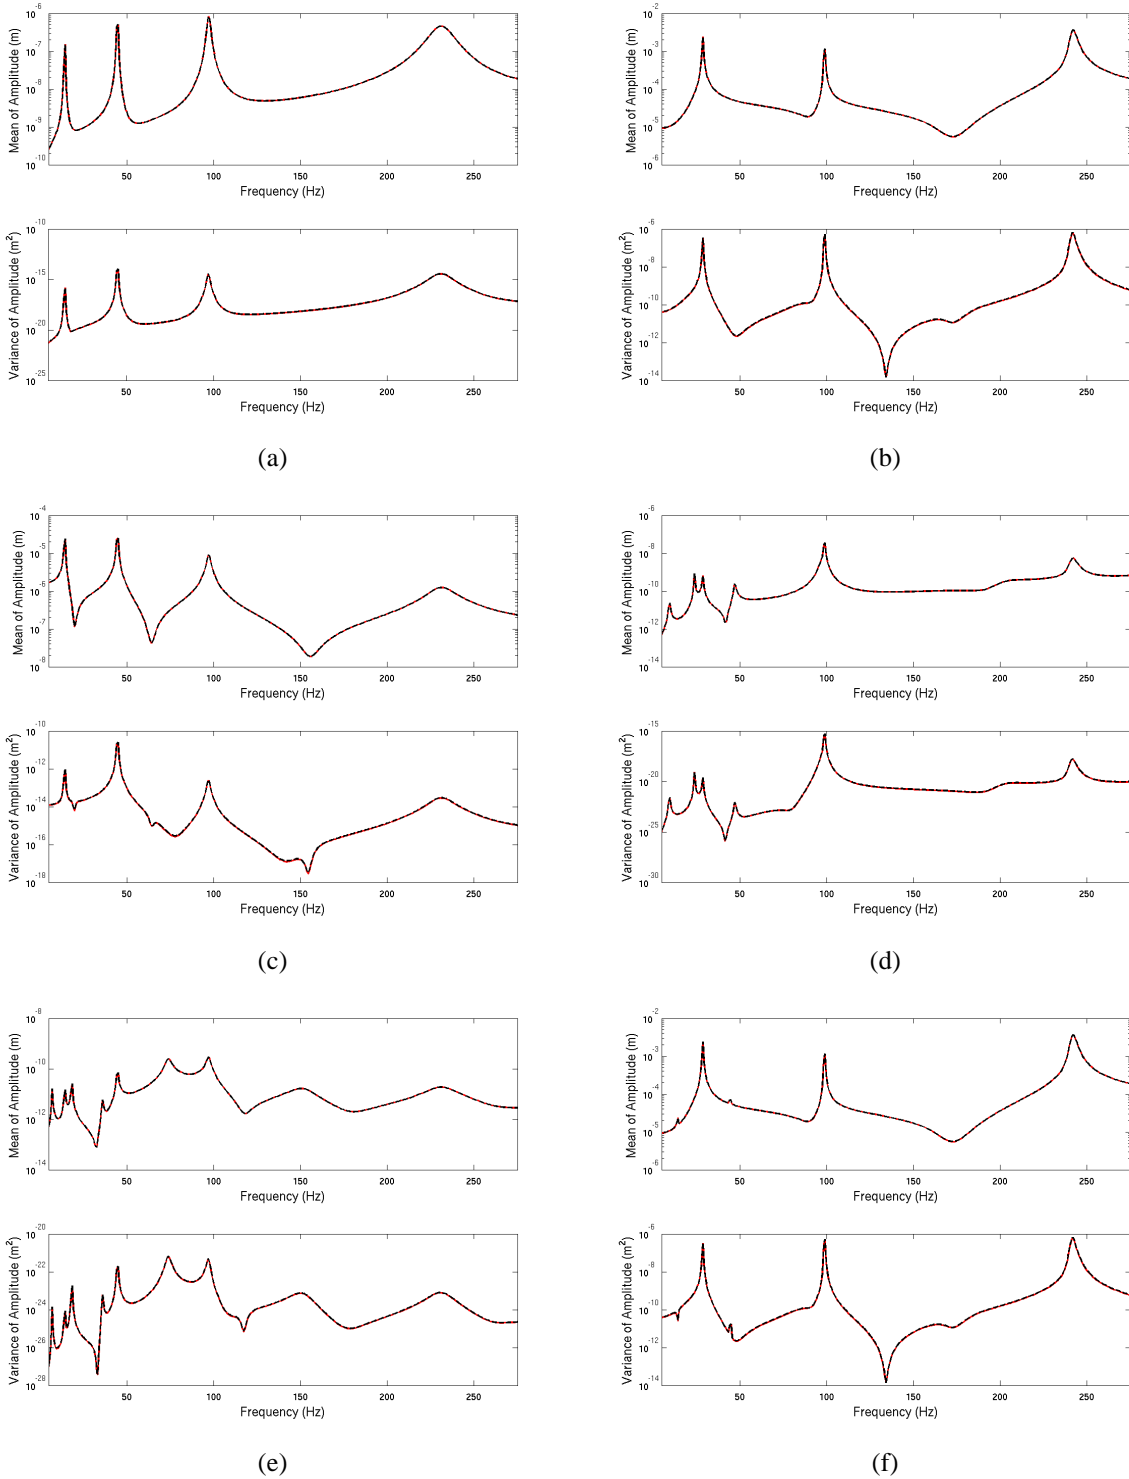 10^-6
10^-7
10^-8
10^-9
10^-10
Mean of Amplitude (m)
50 100 150 200 250
Frequency (Hz)
10^-2
10^-3
10^-4
10^-5
10^-6
Mean of Amplitude (m)
50 100 150 200 250
Frequency (Hz)
10^-10
10^-15
10^-20
10^-25
Variance of Amplitude (m²)
50 100 150 200 250
Frequency (Hz)
10^-6
10^-8
10^-10
10^-12
10^-14
Variance of Amplitude (m²)
50 100 150 200 250
Frequency (Hz)
(a)
(b)
10^-4
10^-5
10^-6
10^-7
10^-8
Mean of Amplitude (m)
50 100 150 200 250
Frequency (Hz)
10^-6
10^-8
10^-10
10^-12
10^-14
Mean of Amplitude (m)
50 100 150 200 250
Frequency (Hz)
10^-10
10^-12
10^-14
10^-16
10^-18
Variance of Amplitude (m²)
50 100 150 200 250
Frequency (Hz)
10^-15
10^-20
10^-25
10^-30
Variance of Amplitude (m²)
50 100 150 200 250
Frequency (Hz)
(c)
(d)
10^-8
10^-10
10^-12
10^-14
Mean of Amplitude (m)
50 100 150 200 250
Frequency (Hz)
10^-2
10^-3
10^-4
10^-5
10^-6
Mean of Amplitude (m)
50 100 150 200 250
Frequency (Hz)
10^-20
10^-22
10^-24
10^-26
10^-28
Variance of Amplitude (m²)
50 100 150 200 250
Frequency (Hz)
10^-6
10^-8
10^-10
10^-12
10^-14
Variance of Amplitude (m²)
50 100 150 200 250
Frequency (Hz)
(e)
(f)